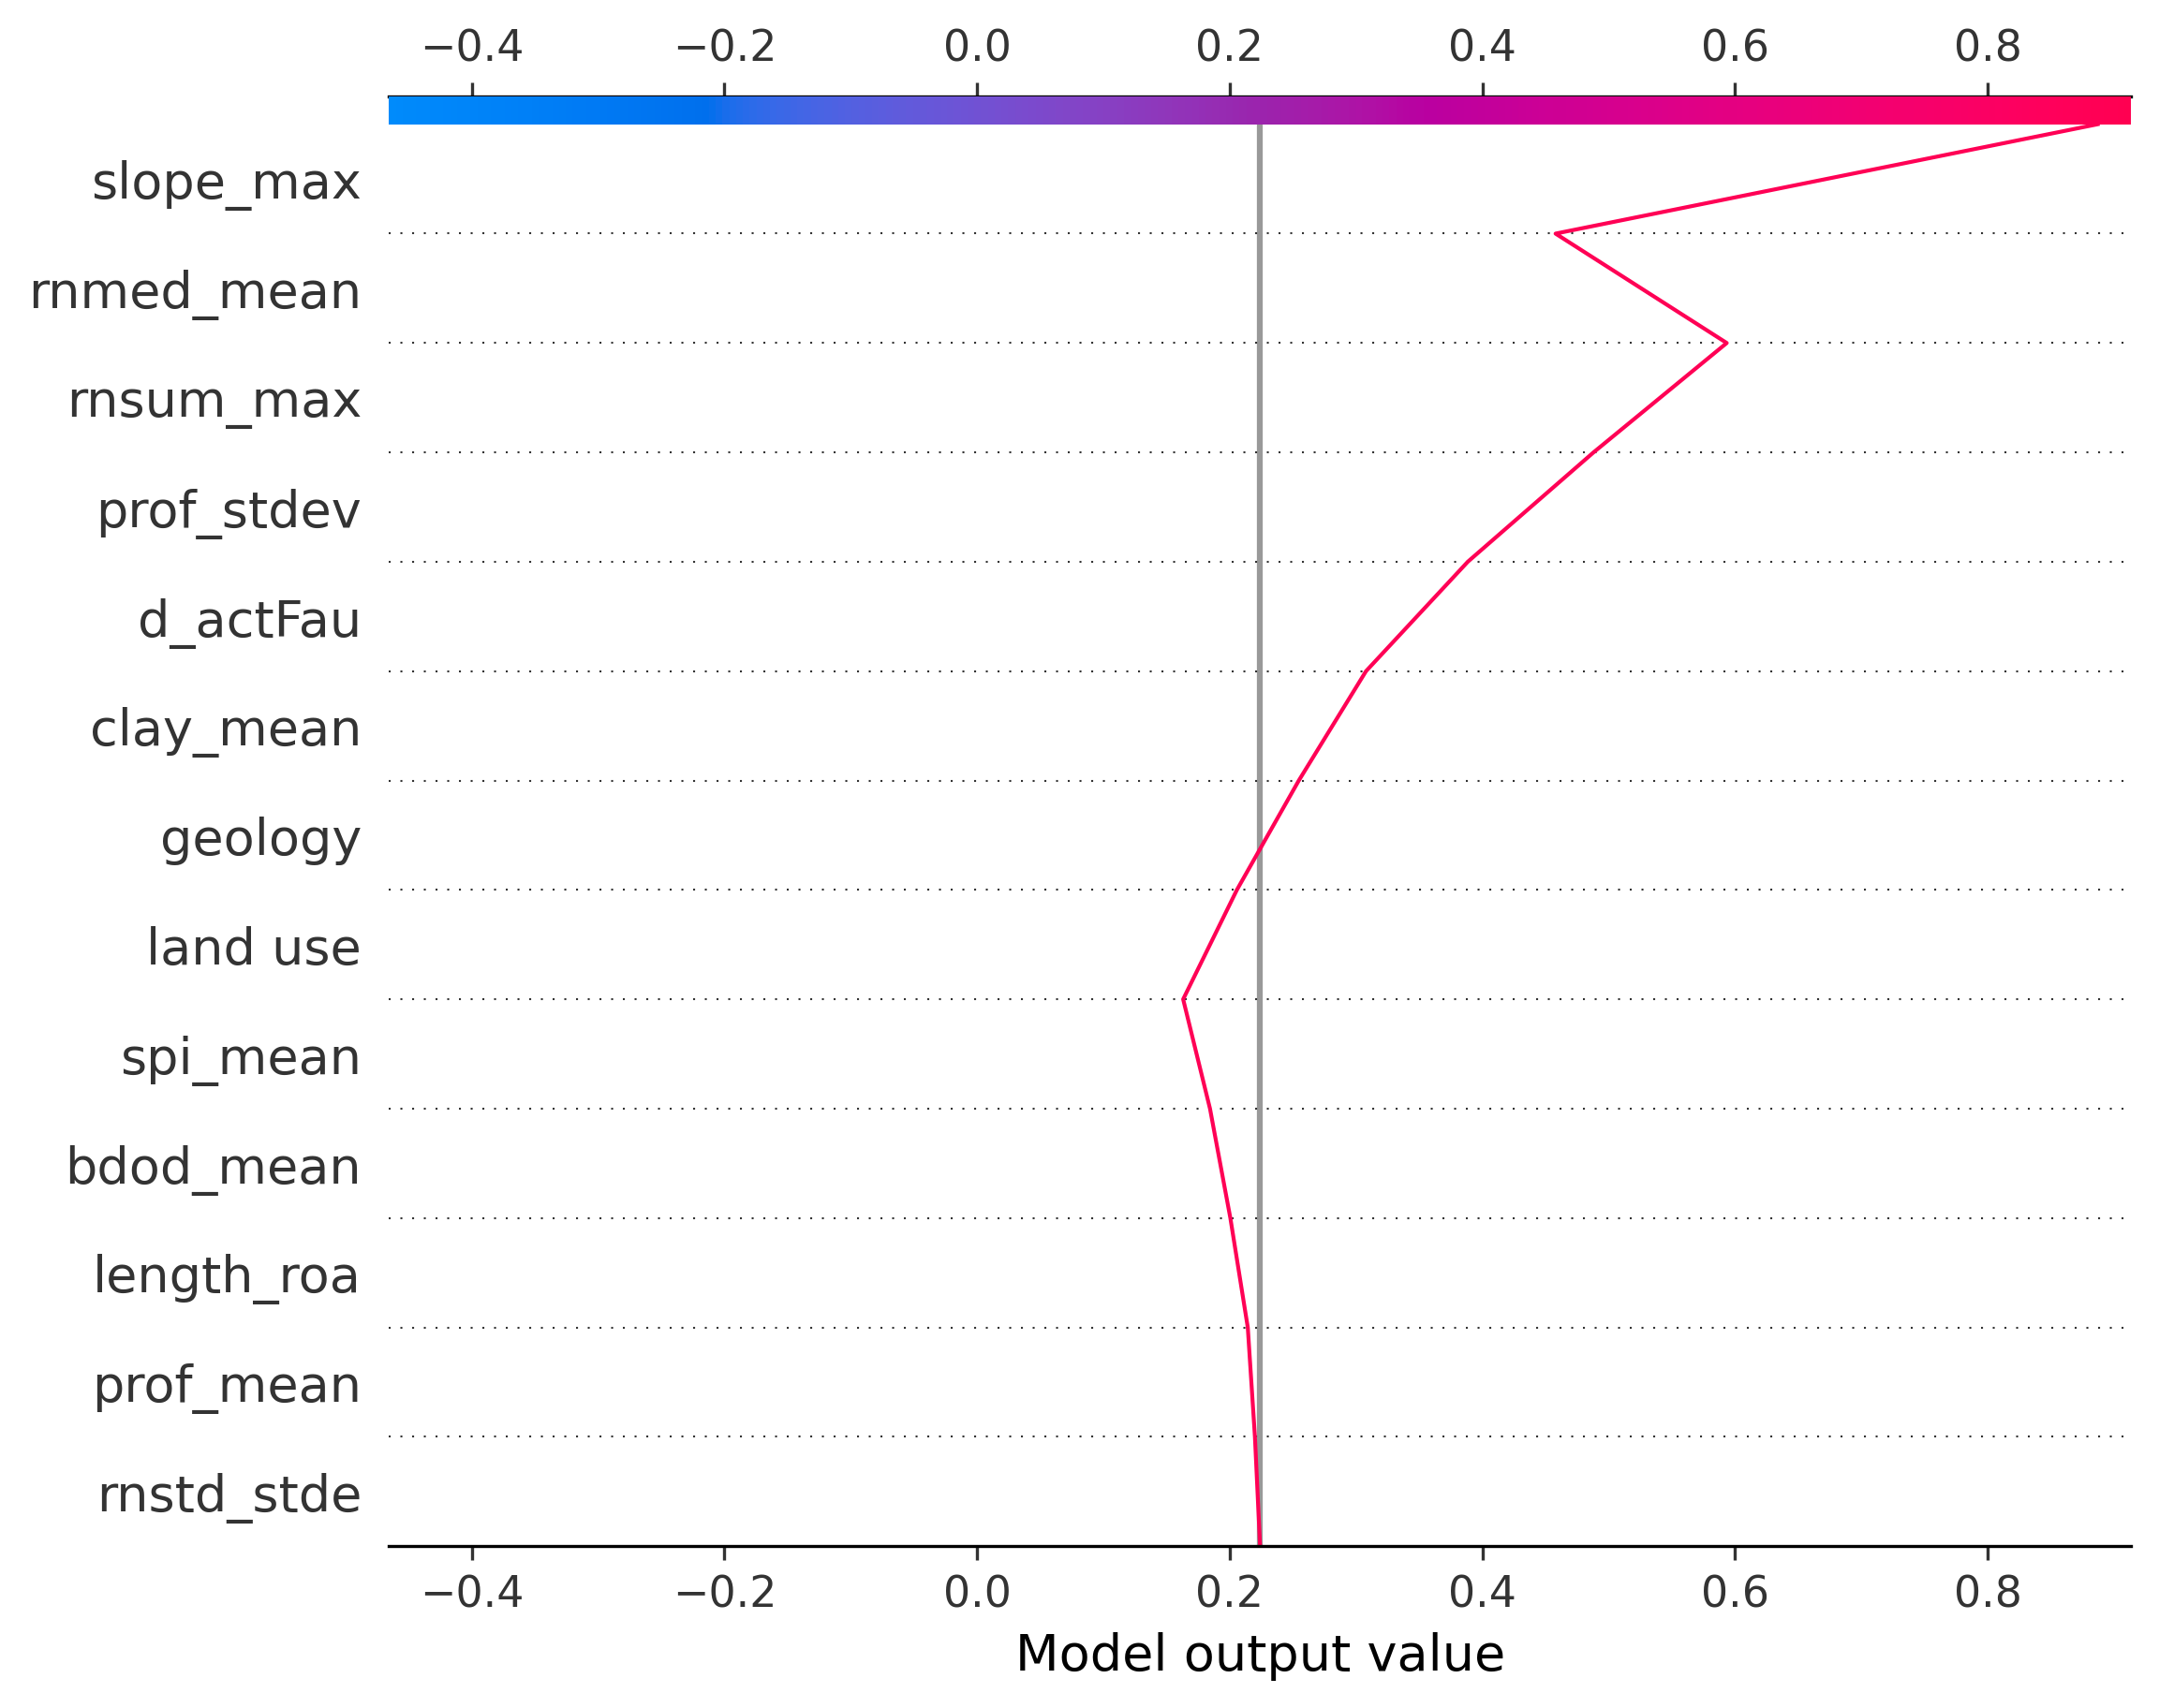 −0.4 −0.2 0.0 0.2 0.4 0.6 0.8
slope_max
rnmed_mean
rnsum_max
prof_stdev
d_actFau
clay_mean
geology
land use
spi_mean
bdod_mean
length_roa
prof_mean
rnstd_stde
−0.4 −0.2 0.0 0.2 0.4 0.6 0.8
Model output value